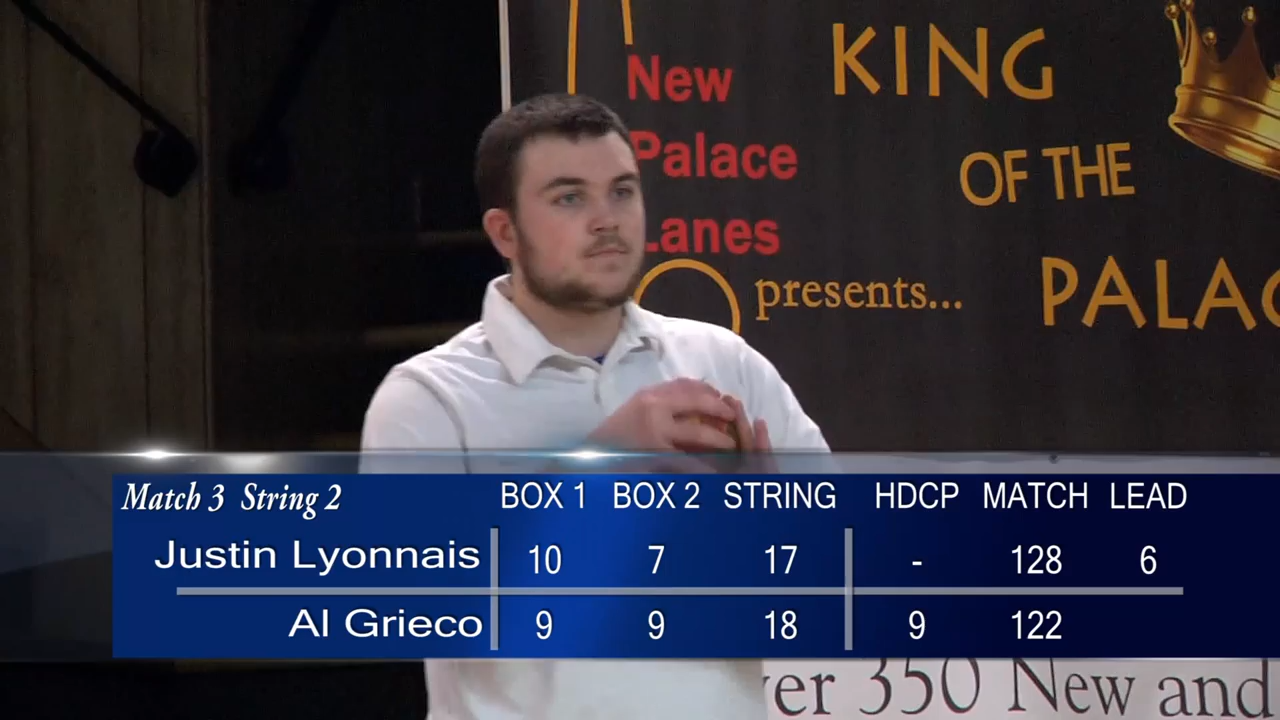 New
Palace
Lanes
presents...
KING
OF THE
PALAC
Match 3 String 2 BOX 1 BOX 2 STRING HDCP MATCH LEAD
Justin Lyonnais 10 7 17 - 128 6
Al Grieco 9 9 18 9 122
er 350 New and